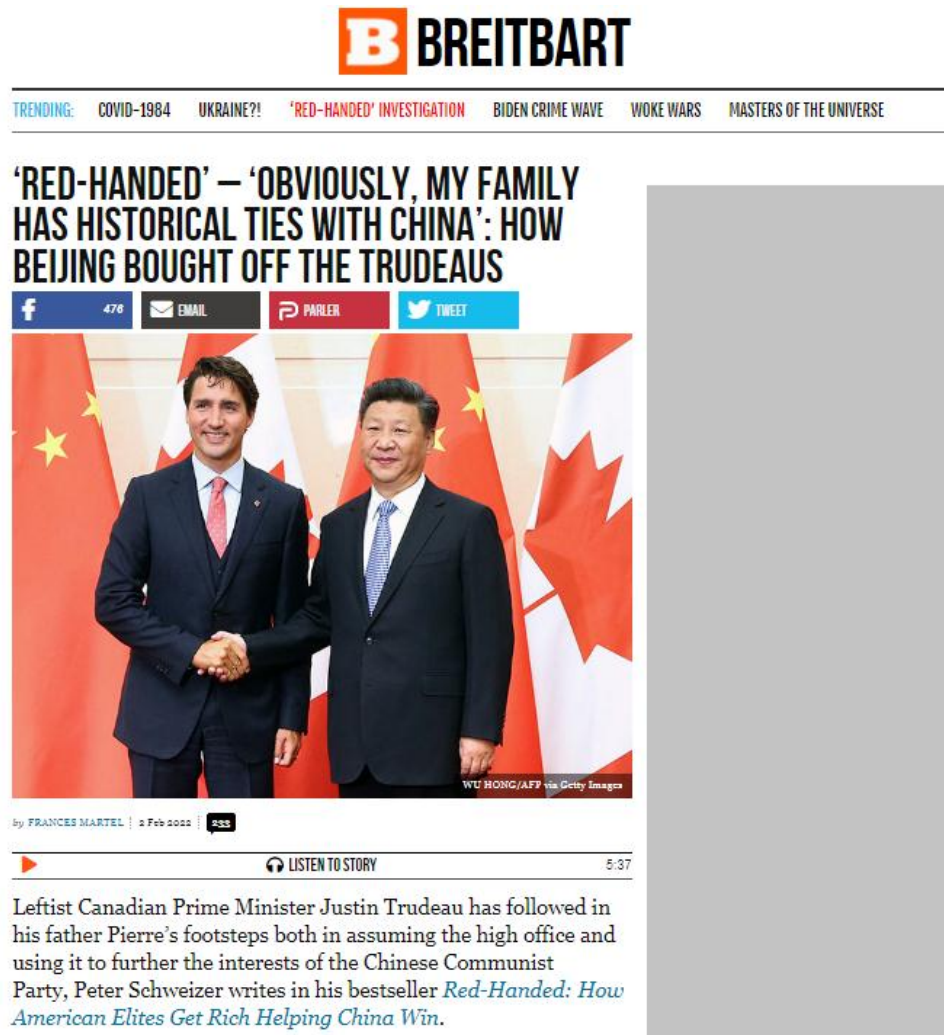 B BREITBART
TRENDING: COVID-1984 UKRAINE?! 'RED-HANDED' INVESTIGATION BIDEN CRIME WAVE WOKE WARS MASTERS OF THE UNIVERSE
'RED-HANDED' – 'OBVIOUSLY, MY FAMILY
HAS HISTORICAL TIES WITH CHINA': HOW
BEIJING BOUGHT OFF THE TRUDEAUS
f 476 EMAIL PARLER TWEET
WU HONG/AFP via Getty Images
by FRANCES MARTEL | 2 Feb 2022 | 233
LISTEN TO STORY 5:37
Leftist Canadian Prime Minister Justin Trudeau has followed in
his father Pierre's footsteps both in assuming the high office and
using it to further the interests of the Chinese Communist
Party, Peter Schweizer writes in his bestseller Red-Handed: How
American Elites Get Rich Helping China Win.